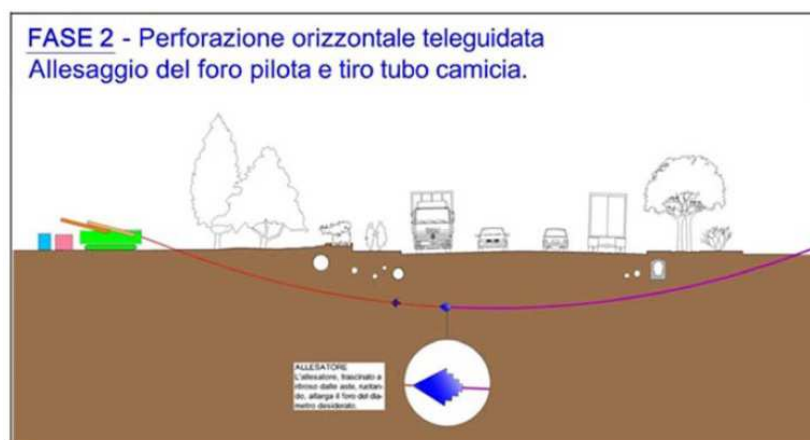 FASE 2 - Perforazione orizzontale teleguidata
Allesaggio del foro pilota e tiro tubo camicia.
ALLESATORE
L'allesatore, trascinato a
ritroso dalle aste, ruotan-
do, allarga il foro del dia-
metro desiderato.